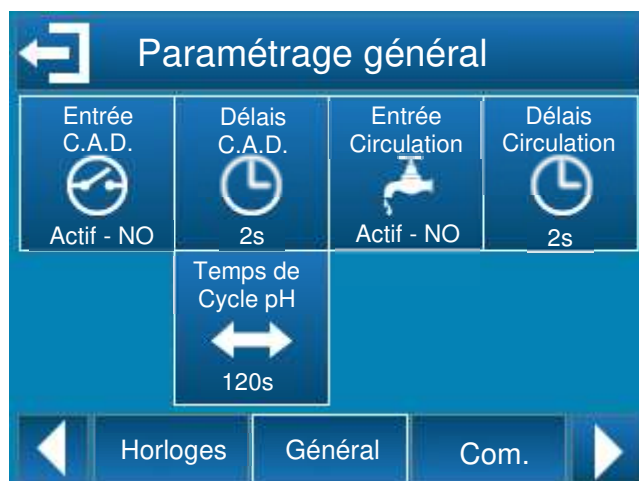 Paramétrage général
Entrée
C.A.D.
Actif - NO
Délais
C.A.D.
2s
Entrée
Circulation
Actif - NO
Délais
Circulation
2s
Temps de
Cycle pH
120s
Horloges
Général
Com.